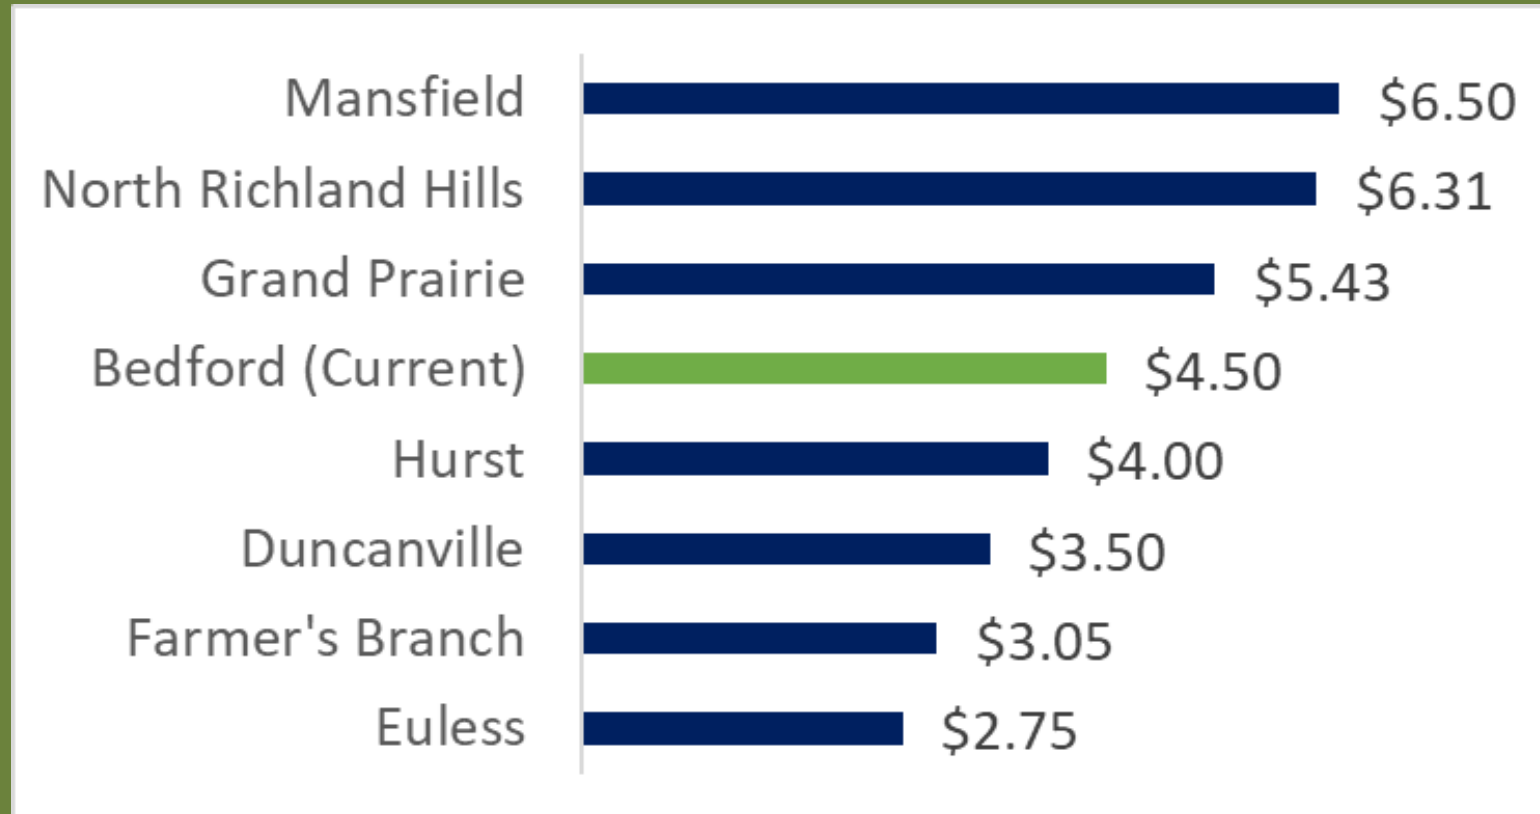 Mansfield $6.50
North Richland Hills $6.31
Grand Prairie $5.43
Bedford (Current) $4.50
Hurst $4.00
Duncanville $3.50
Farmer's Branch $3.05
Euless $2.75